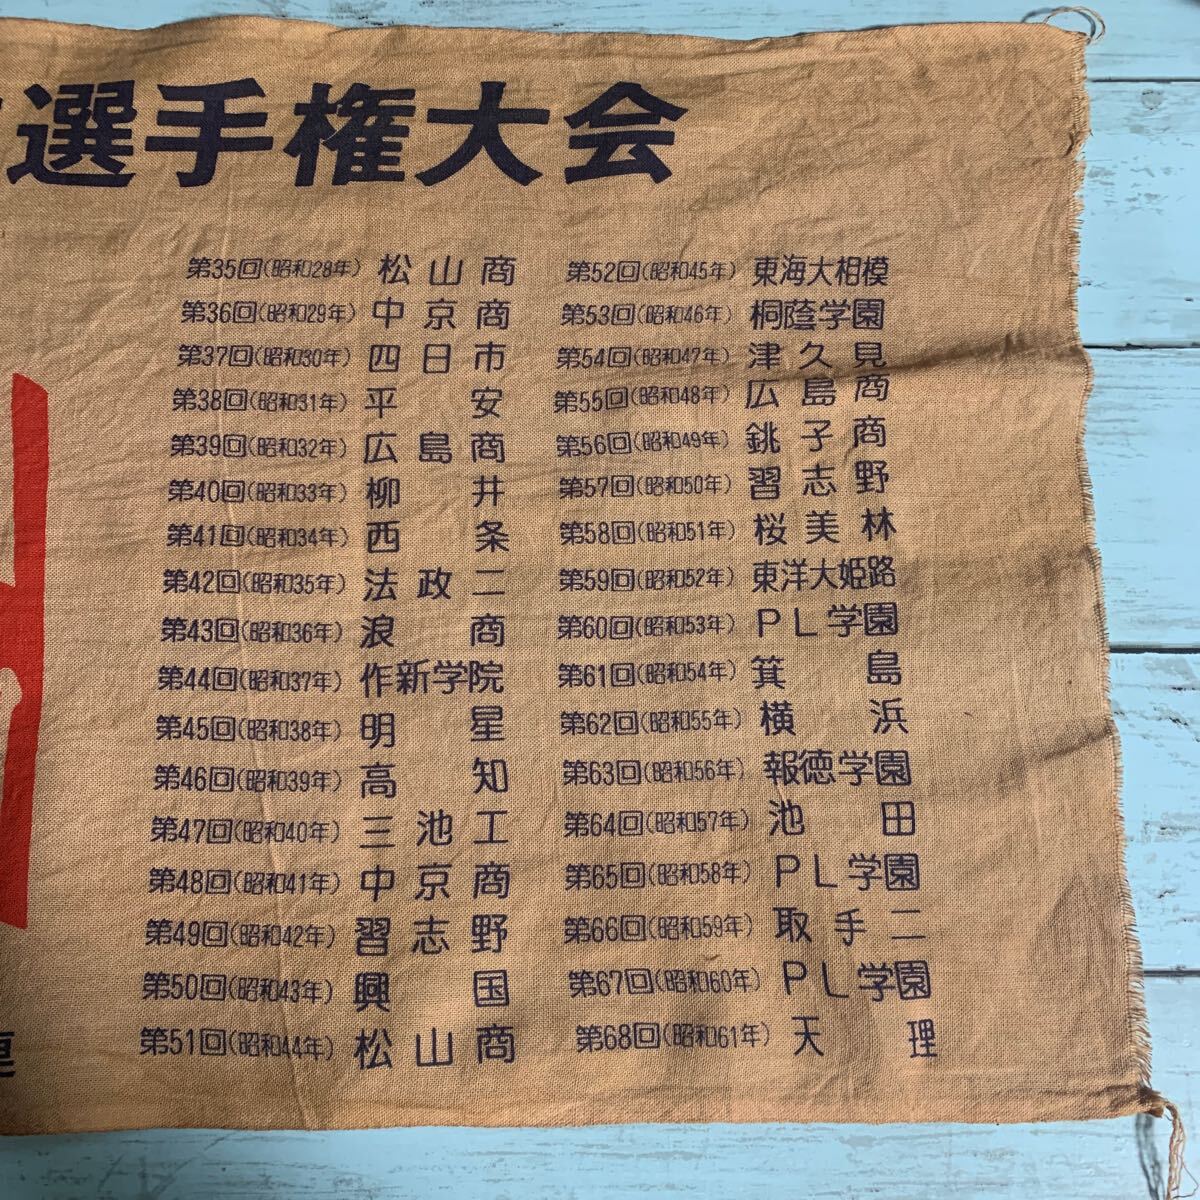 選手権大会
第35回(昭和28年) 松山商
第36回(昭和29年) 中京商
第37回(昭和30年) 四日市
第38回(昭和31年) 平安
第39回(昭和32年) 広島商
第40回(昭和33年) 柳井
第41回(昭和34年) 西条
第42回(昭和35年) 法政二
第43回(昭和36年) 浪商
第44回(昭和37年) 作新学院
第45回(昭和38年) 明星
第46回(昭和39年) 高知
第47回(昭和40年) 三池工
第48回(昭和41年) 中京商
第49回(昭和42年) 習志野
第50回(昭和43年) 興国
第51回(昭和44年) 松山商
第52回(昭和45年) 東海大相模
第53回(昭和46年) 桐蔭学園
第54回(昭和47年) 津久見
第55回(昭和48年) 広島商
第56回(昭和49年) 銚子商
第57回(昭和50年) 習志野
第58回(昭和51年) 桜美林
第59回(昭和52年) 東洋大姫路
第60回(昭和53年) PL学園
第61回(昭和54年) 箕島
第62回(昭和55年) 横浜
第63回(昭和56年) 報徳学園
第64回(昭和57年) 池田
第65回(昭和58年) PL学園
第66回(昭和59年) 取手二
第67回(昭和60年) PL学園
第68回(昭和61年) 天理